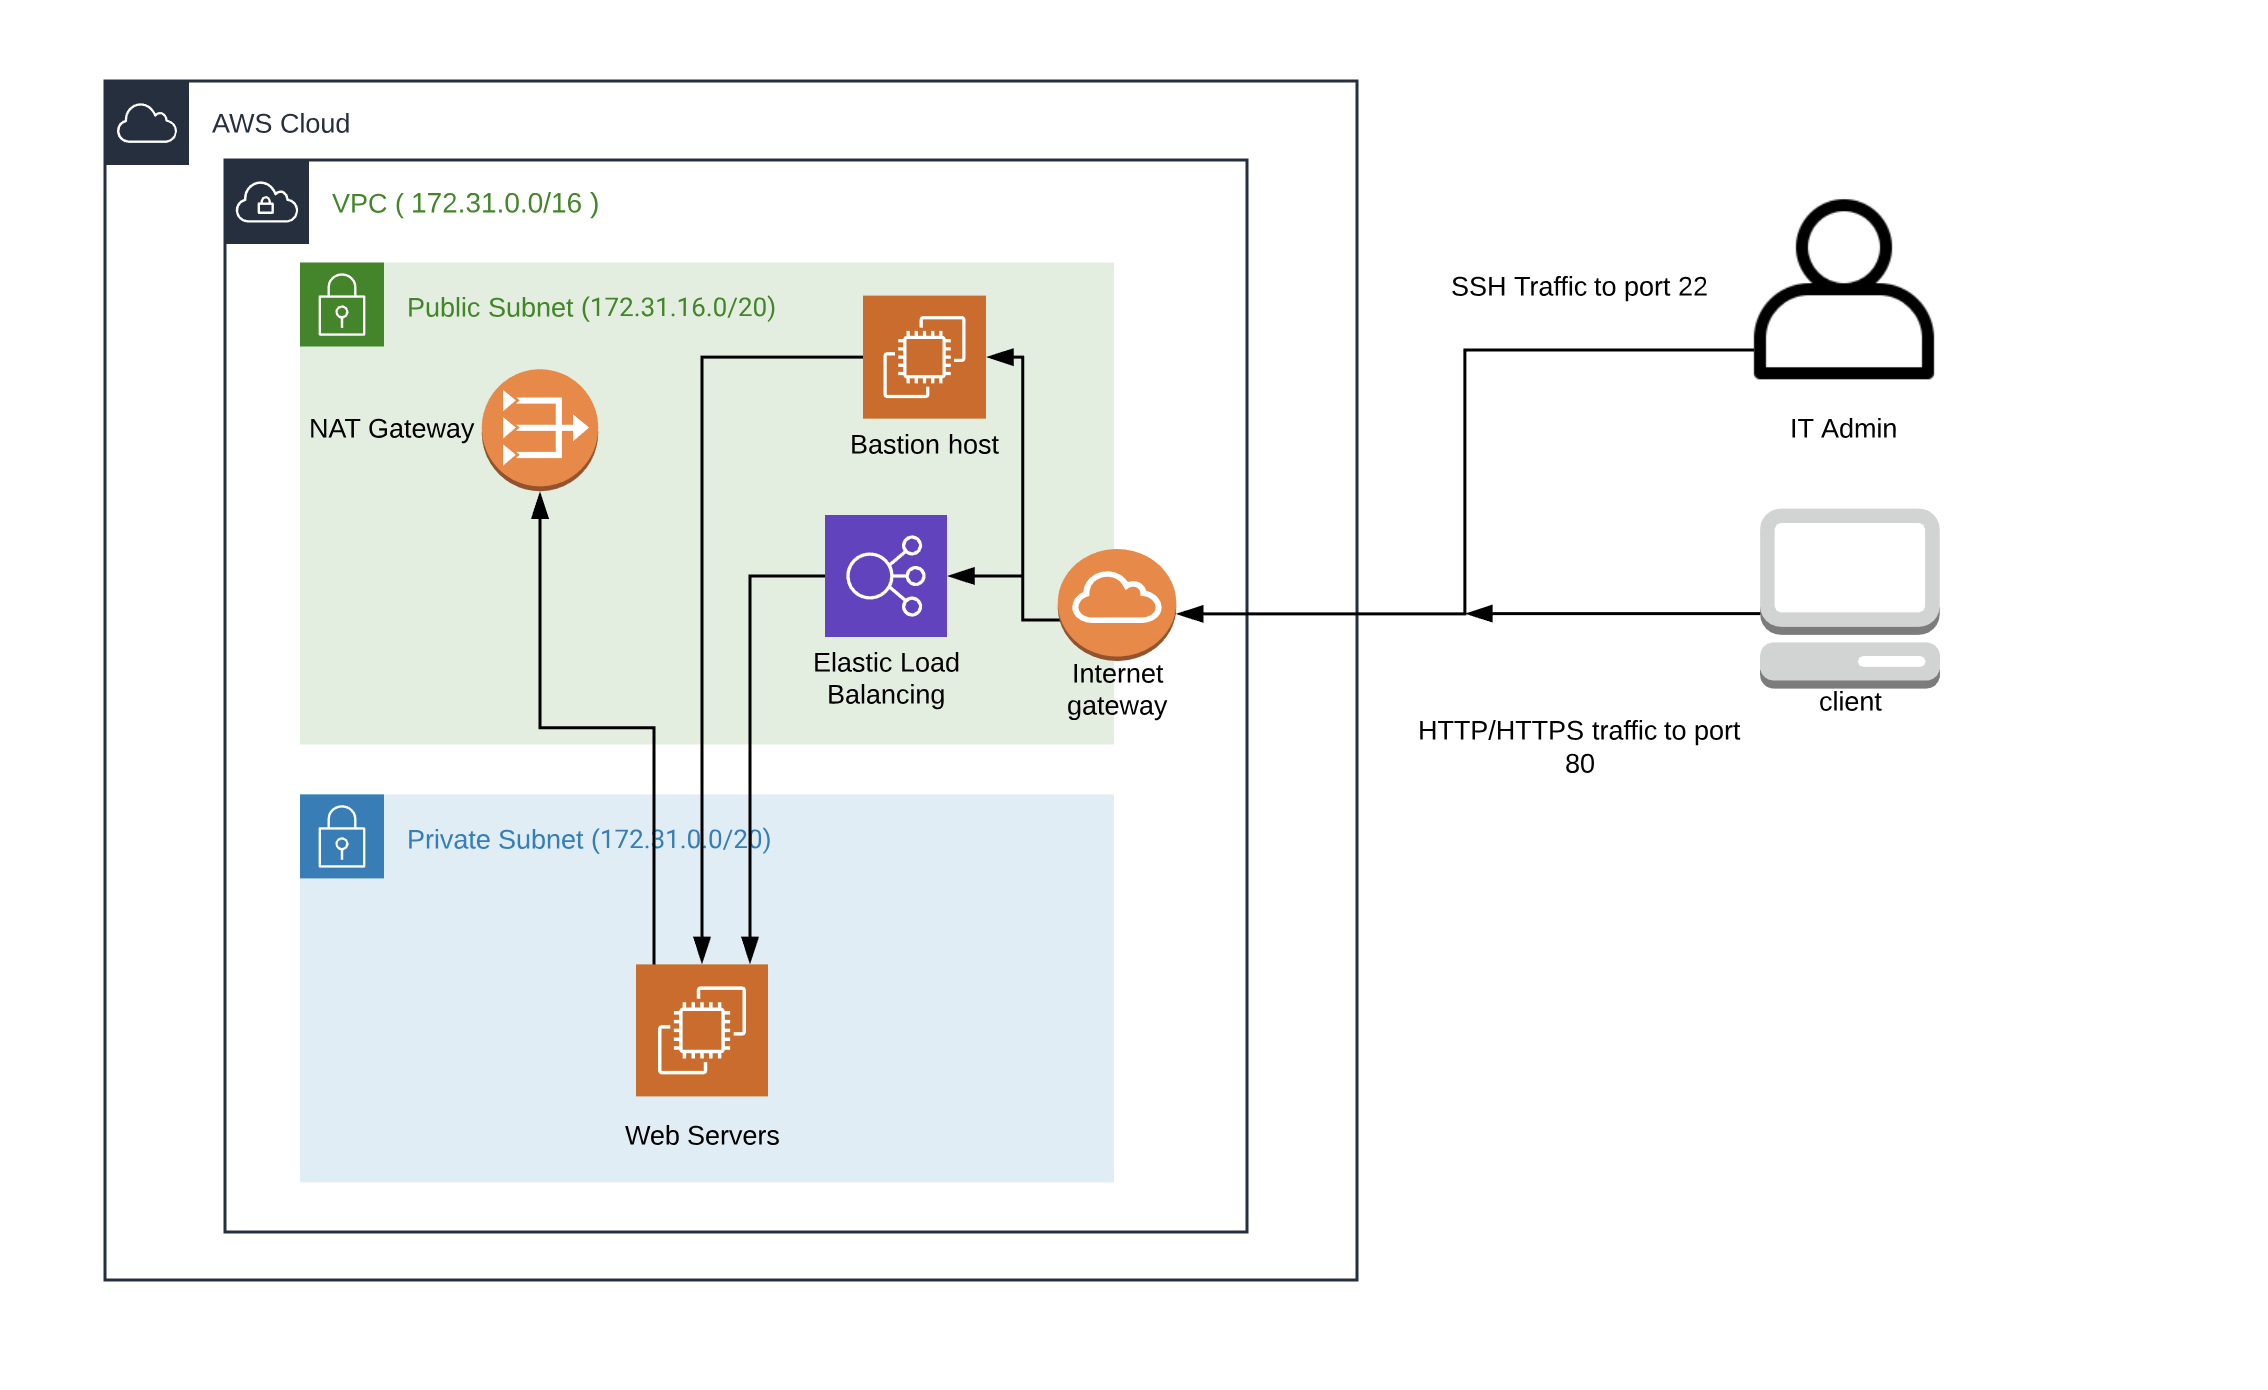 AWS Cloud
VPC ( 172.31.0.0/16 )
Public Subnet (172.31.16.0/20)
SSH Traffic to port 22
NAT Gateway
Bastion host
IT Admin
Elastic Load
Balancing
Internet
gateway
client
HTTP/HTTPS traffic to port
80
Private Subnet (172.31.0.0/20)
Web Servers